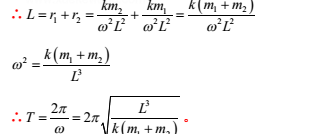 ∴ L = r₁ + r₂ = km₂/ω²L² + km₁/ω²L² = k(m₁ + m₂)/ω²L²
ω² = k(m₁ + m₂)/L³
∴ T = 2π/ω = 2π√(L³/k(m₁ + m₂)) 。